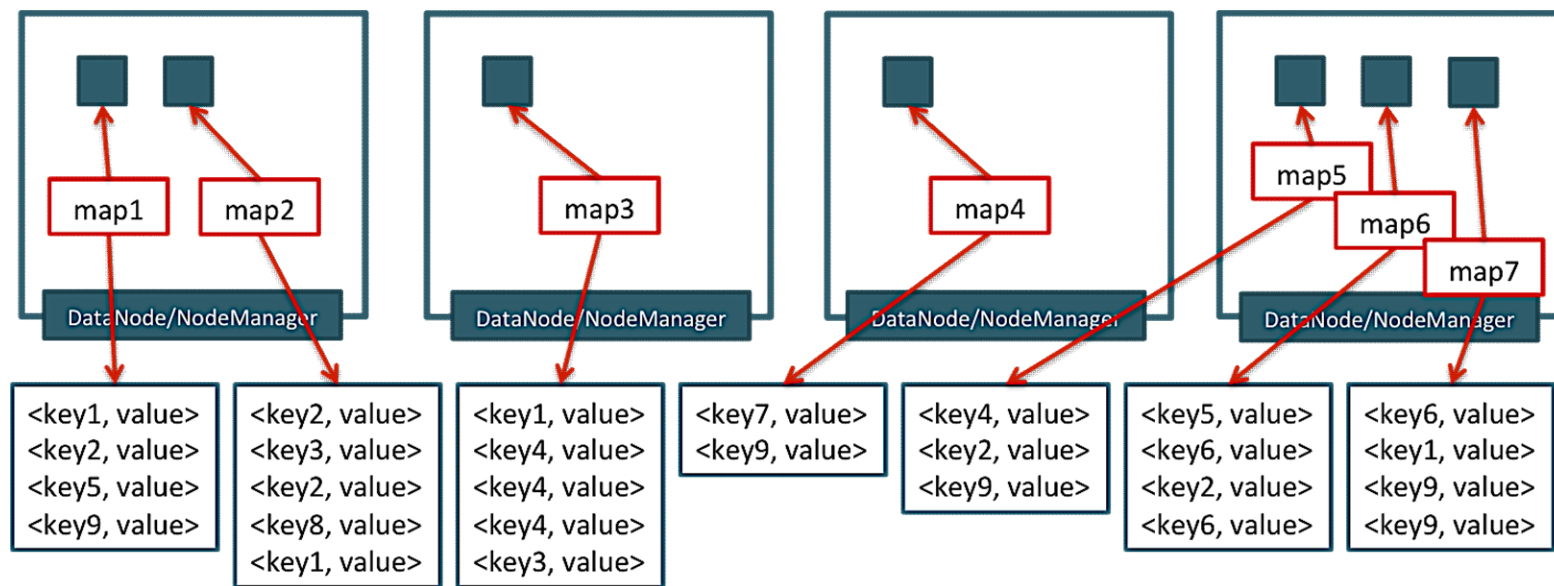 map1
map2
map3
map4
map5
map6
map7
DataNode/NodeManager
DataNode/NodeManager
DataNode/NodeManager
DataNode/NodeManager
<key1, value>
<key2, value>
<key5, value>
<key9, value>
<key2, value>
<key3, value>
<key2, value>
<key8, value>
<key1, value>
<key1, value>
<key4, value>
<key4, value>
<key4, value>
<key3, value>
<key7, value>
<key9, value>
<key4, value>
<key2, value>
<key9, value>
<key5, value>
<key6, value>
<key2, value>
<key6, value>
<key6, value>
<key1, value>
<key9, value>
<key9, value>